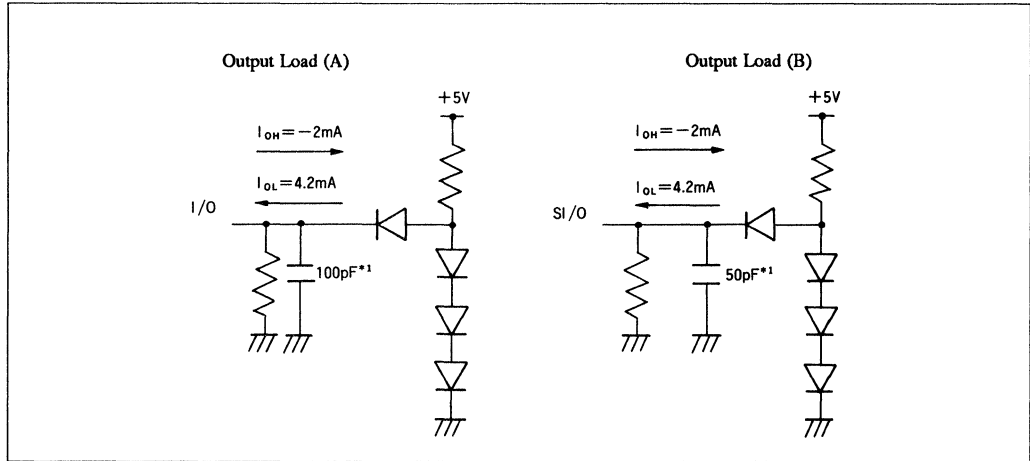 Output Load (A)
+5V
I OH = −2mA
I OL = 4.2mA
I/O
100pF*1
Output Load (B)
+5V
I OH = −2mA
I OL = 4.2mA
SI/O
50pF*1